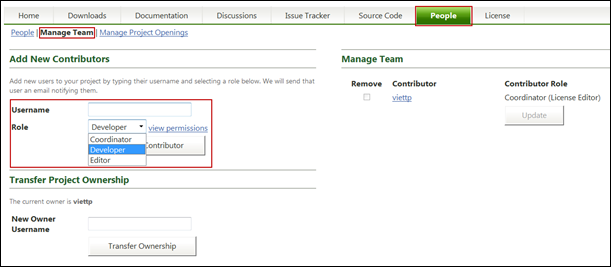 Home Downloads Documentation Discussions Issue Tracker Source Code People License
People | Manage Team | Manage Project Openings
Add New Contributors
Add new users to your project by typing their username and selecting a role below. We will send that
user an email notifying them.
Username
Role Developer view permissions
Coordinator
Developer
Editor
Contributor
Transfer Project Ownership
The current owner is viettp
New Owner
Username
Transfer Ownership
Manage Team
Remove Contributor Contributor Role
viettp Coordinator (License Editor)
Update